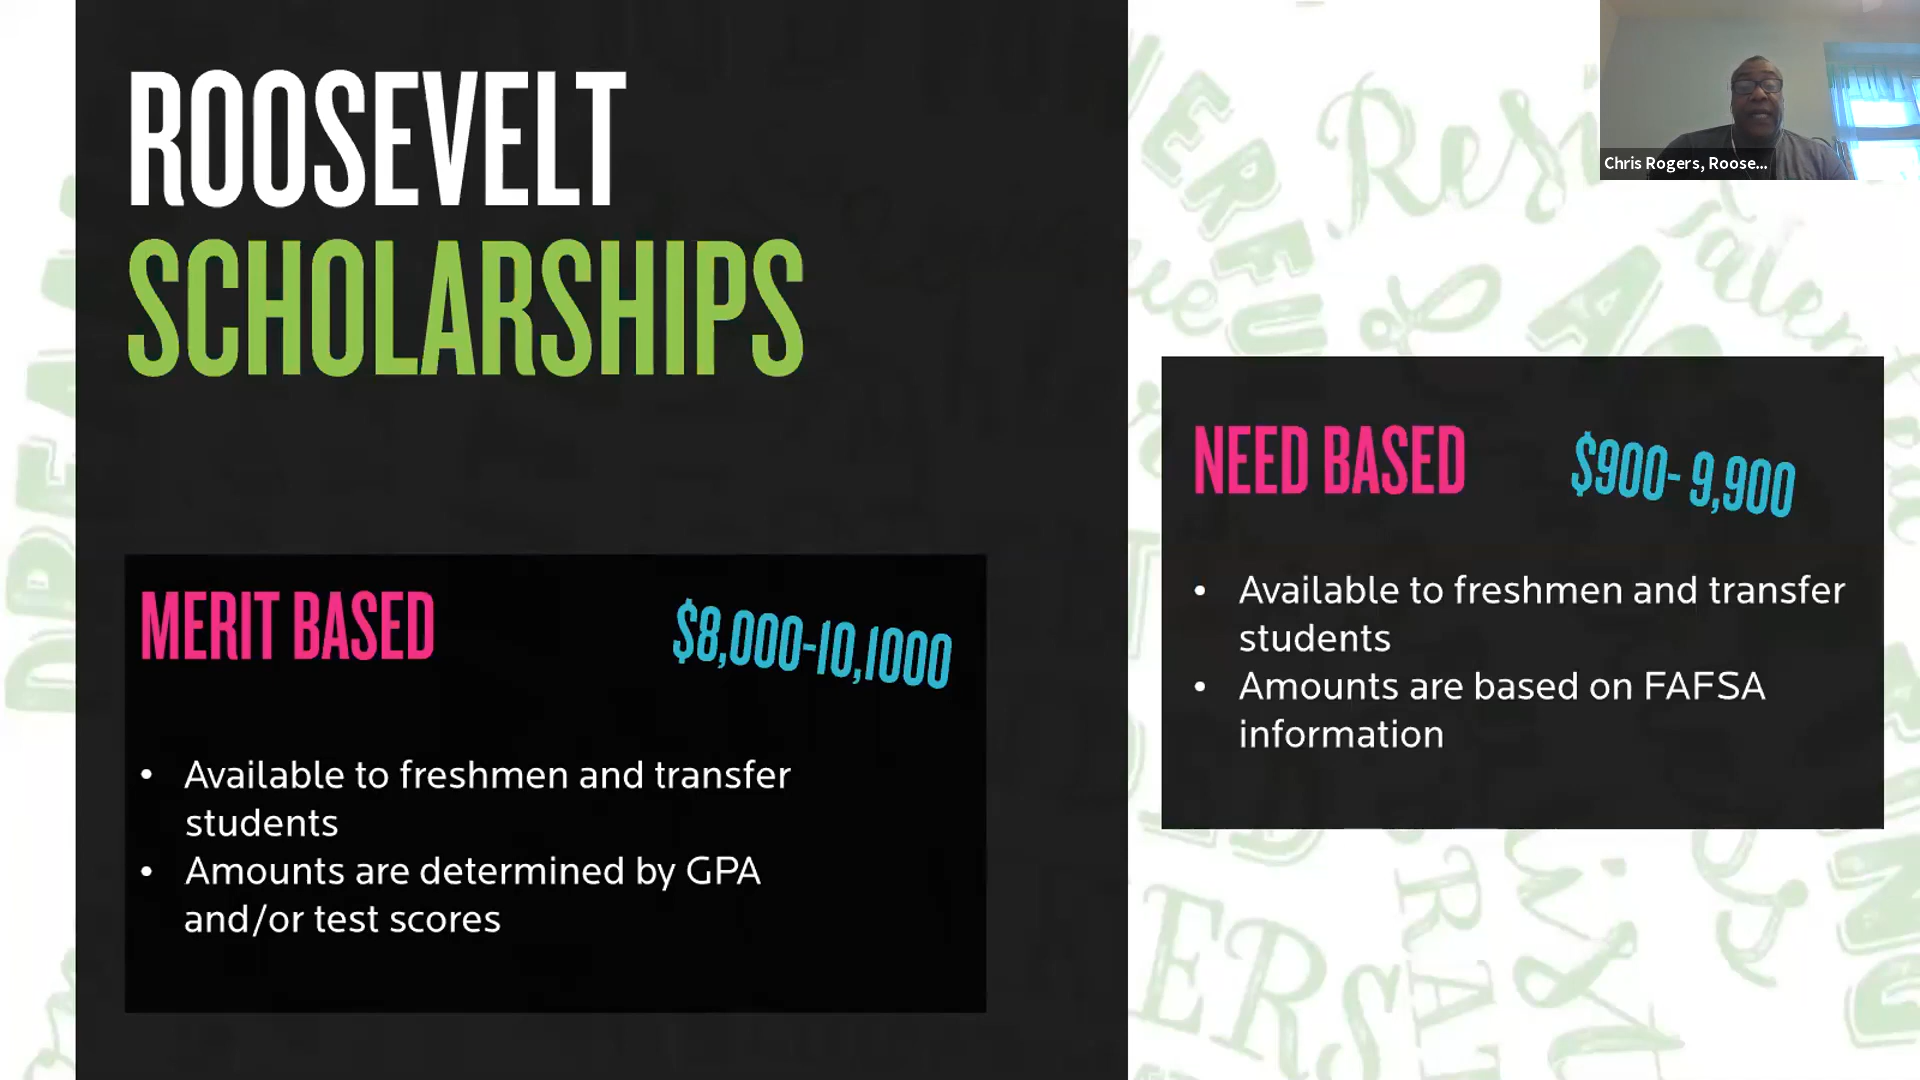 ROOSEVELT
SCHOLARSHIPS
MERIT BASED
$8,000-10,1000
• Available to freshmen and transfer
students
• Amounts are determined by GPA
and/or test scores
Chris Rogers, Roose...
NEED BASED
$900- 9,900
• Available to freshmen and transfer
students
• Amounts are based on FAFSA
information